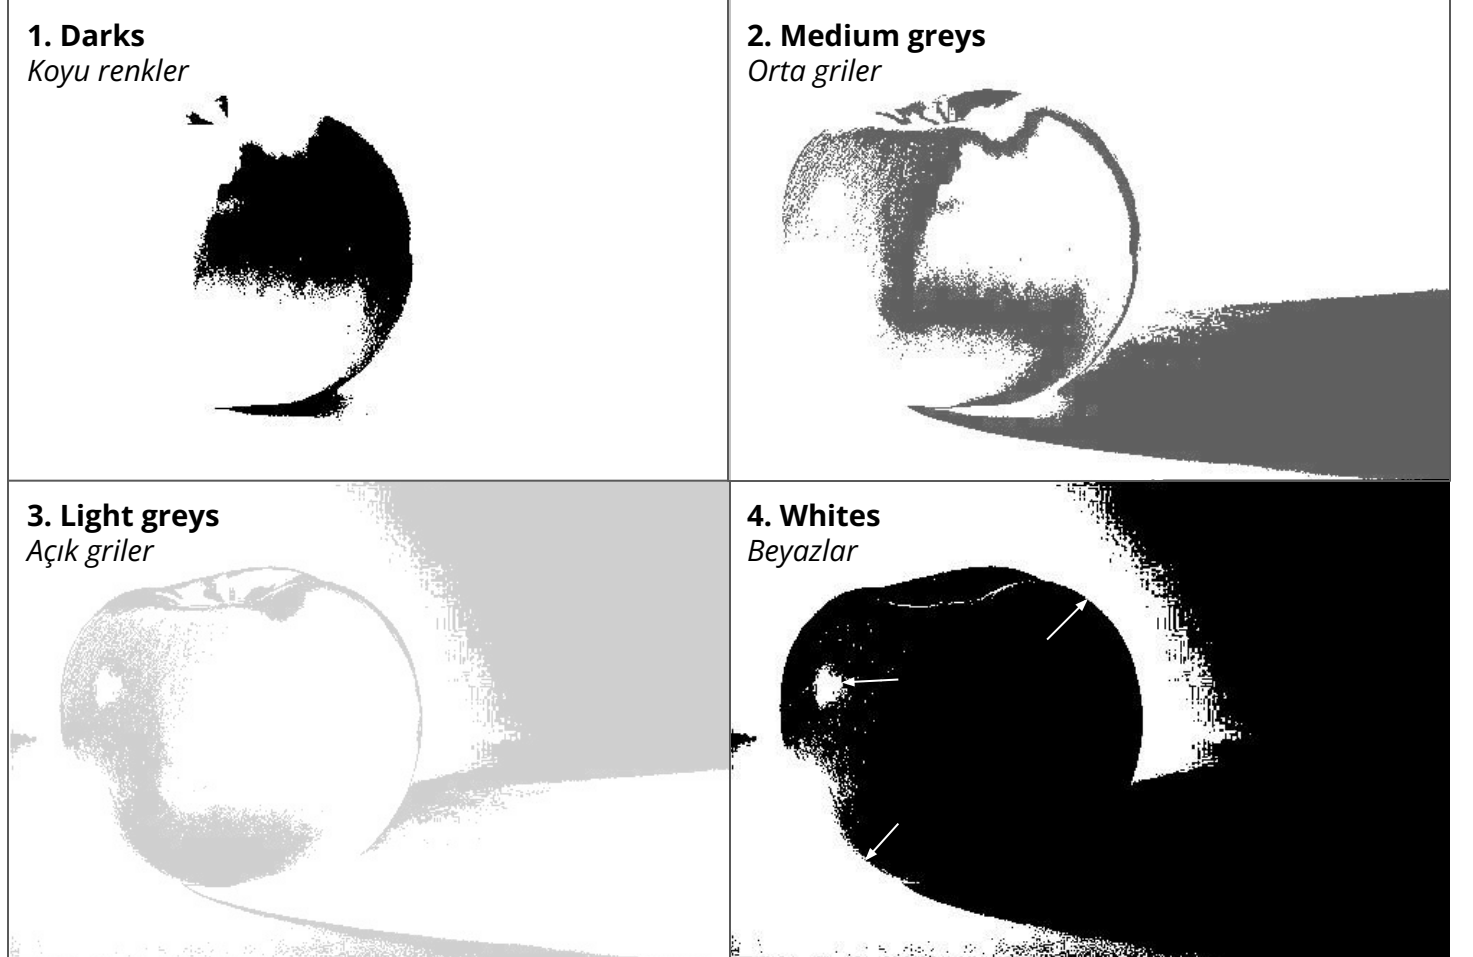 1. Darks
Koyu renkler
2. Medium greys
Orta griler
3. Light greys
Açık griler
4. Whites
Beyazlar